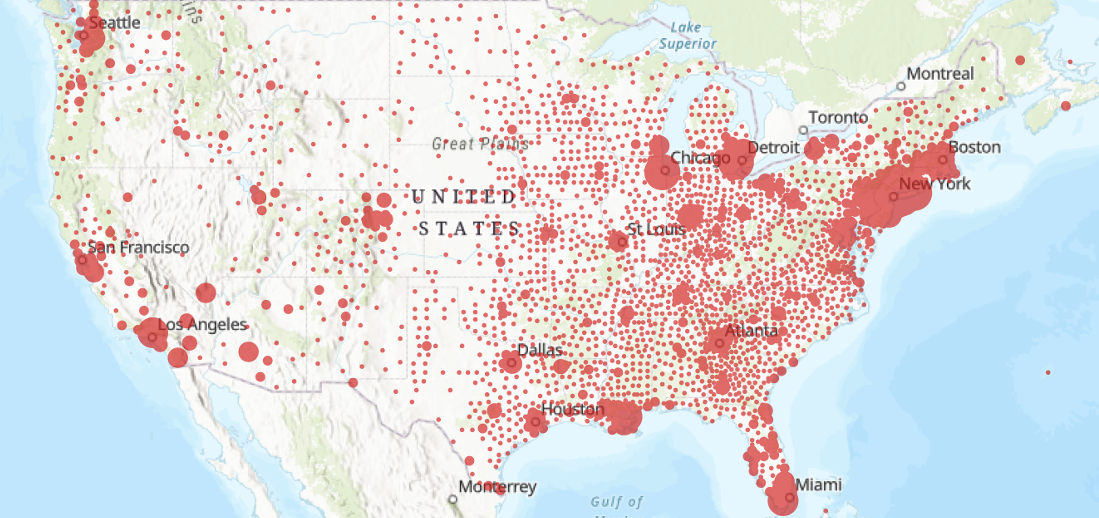 Seattle
ins
Lake
Superior
Montreal
Toronto
Great Plains
Chicago
Detroit
Boston
New York
UNITED
STATES
St Louis
San Francisco
Los Angeles
Atlanta
Dallas
Houston
Monterrey
Miami
Gulf of